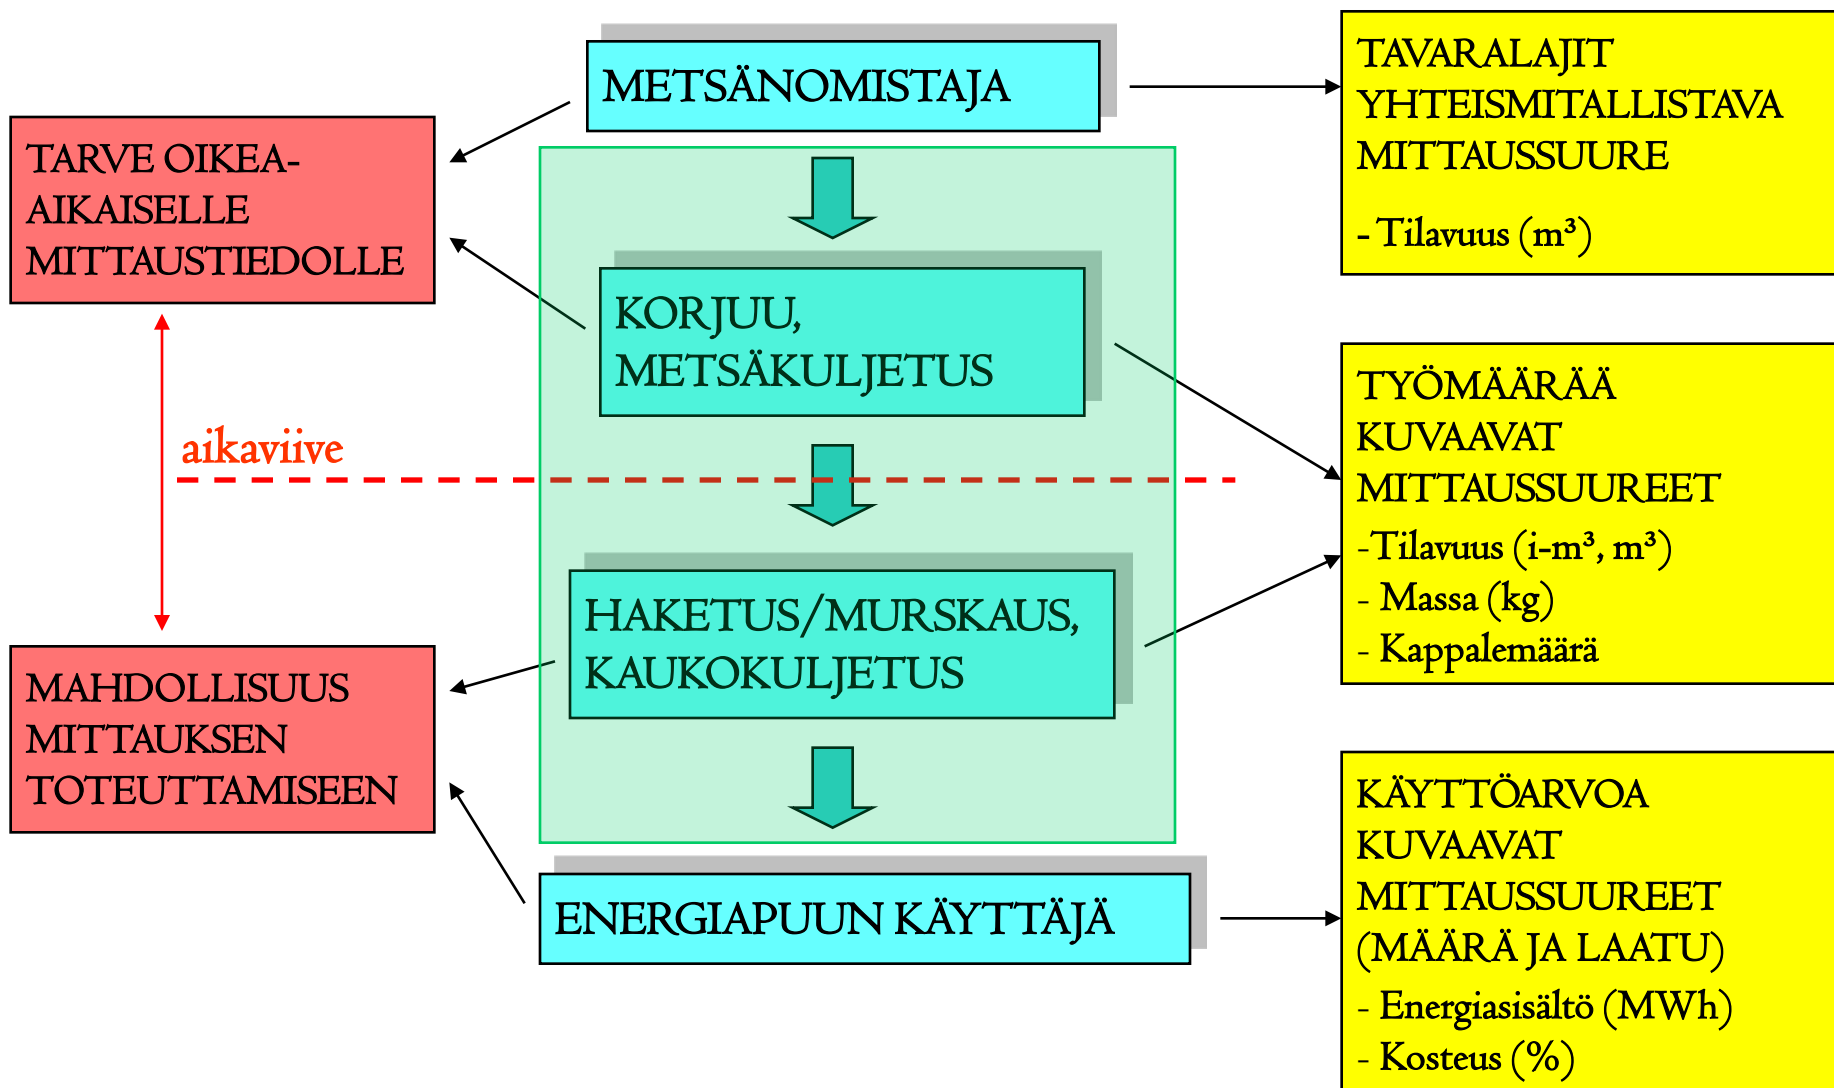 METSÄNOMISTAJA
TARVE OIKEA-
AIKAISELLE
MITTAUSTIEDOLLE
KORJUU,
METSÄKULJETUS
aikaviive
HAKETUS/MURSKAUS,
KAUKOKULJETUS
MAHDOLLISUUS
MITTAUKSEN
TOTEUTTAMISEEN
ENERGIAPUUN KÄYTTÄJÄ
TAVARALAJIT
YHTEISMITALLISTAVA
MITTAUSSUURE
- Tilavuus (m³)
TYÖMÄÄRÄÄ
KUVAAVAT
MITTAUSSUUREET
-Tilavuus (i-m³, m³)
- Massa (kg)
- Kappalemäärä
KÄYTTÖARVOA
KUVAAVAT
MITTAUSSUUREET
(MÄÄRÄ JA LAATU)
- Energiasisältö (MWh)
- Kosteus (%)